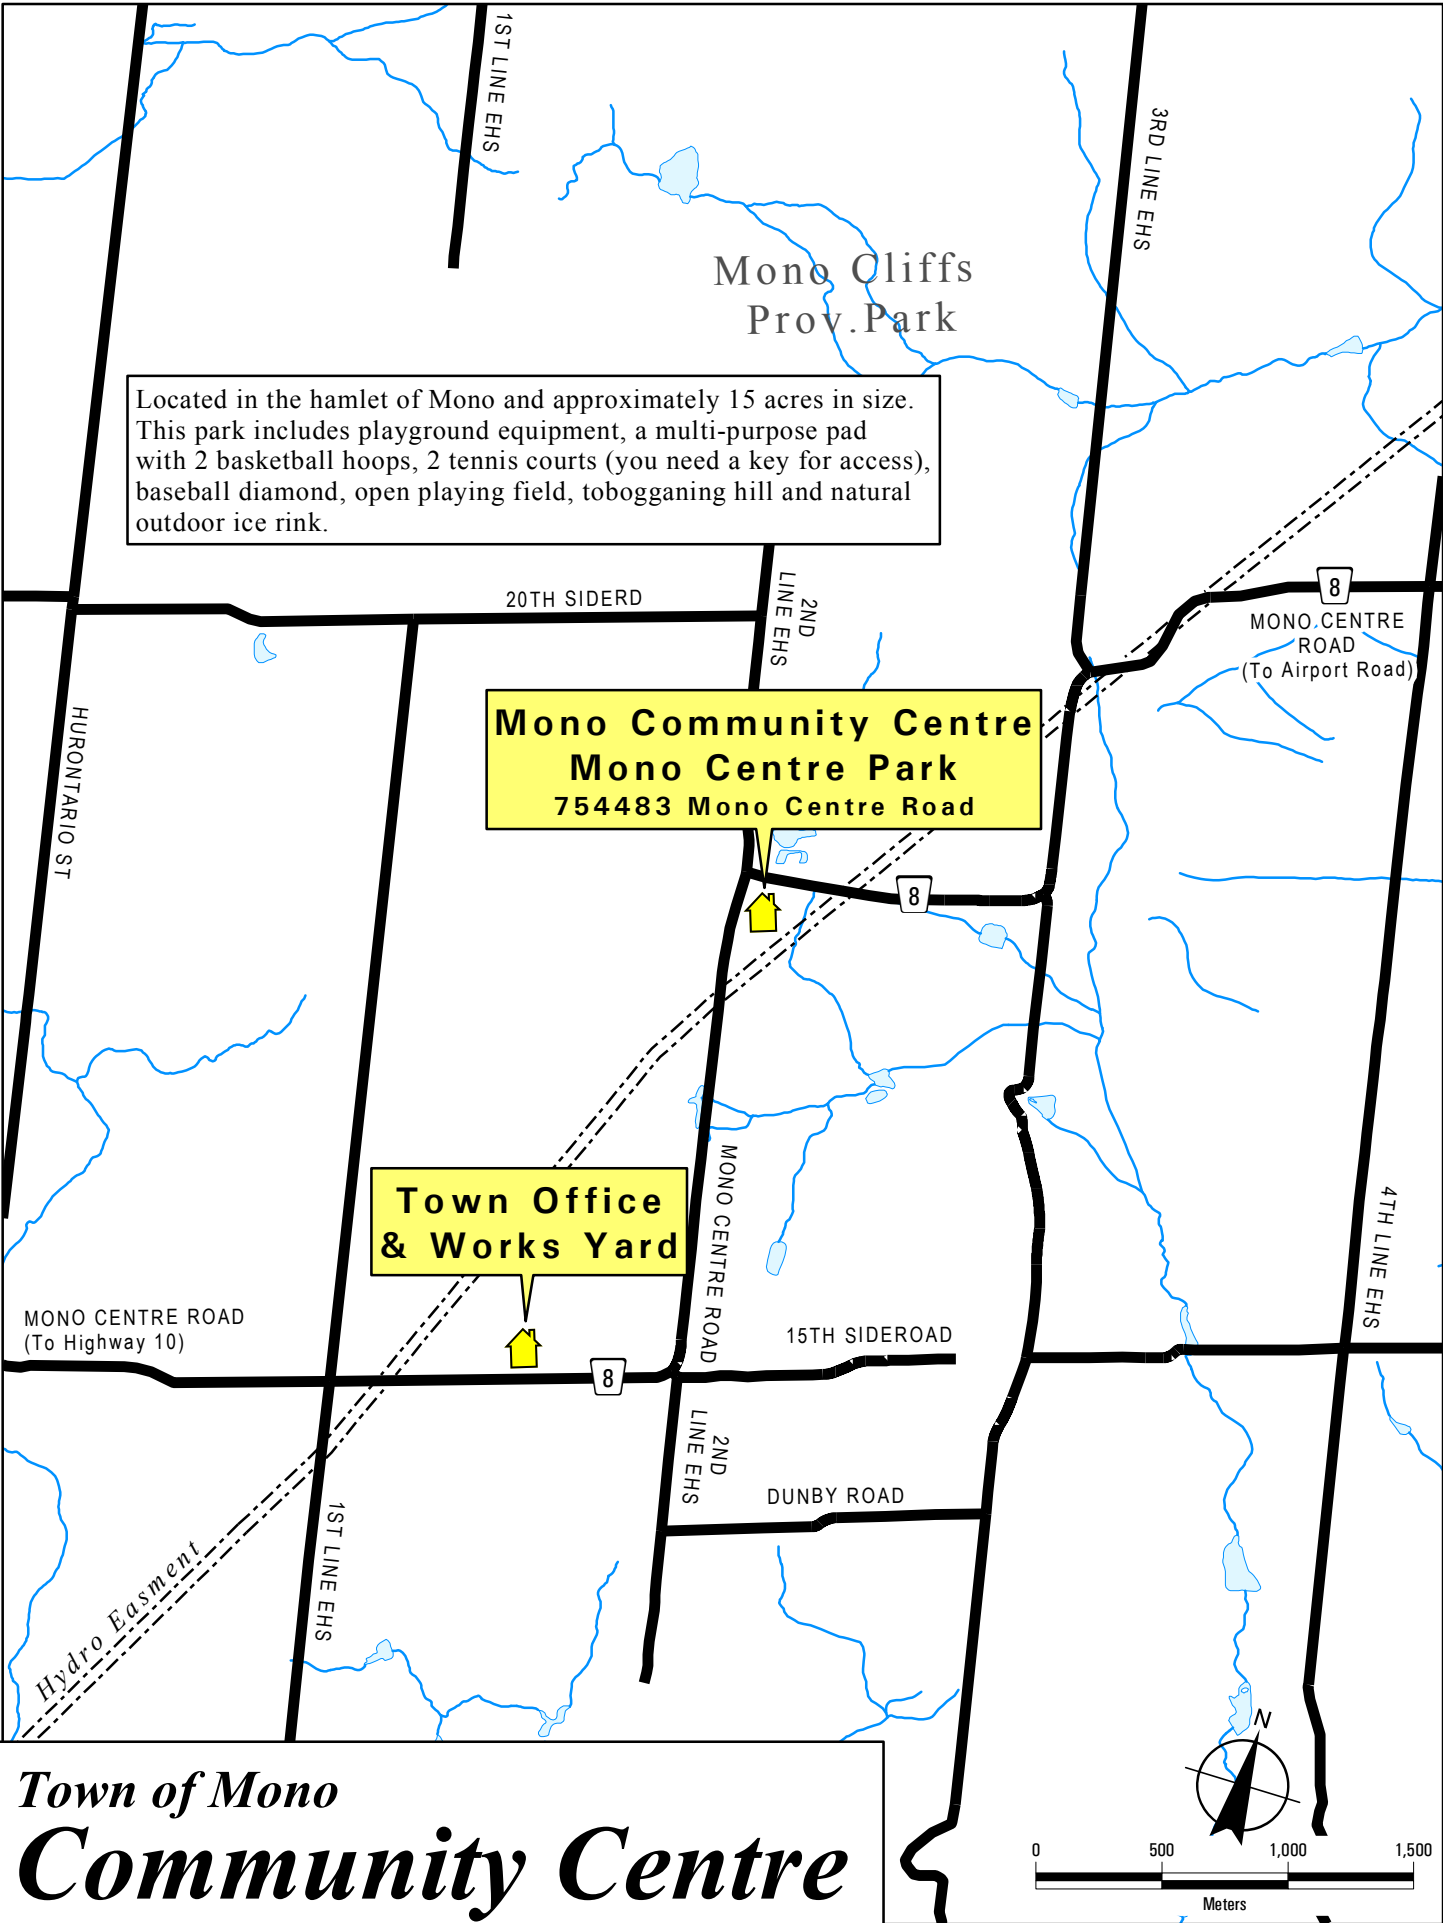 1ST LINE EHS
3RD LINE EHS
Mono Cliffs
Prov.Park
Located in the hamlet of Mono and approximately 15 acres in size.
This park includes playground equipment, a multi-purpose pad
with 2 basketball hoops, 2 tennis courts (you need a key for access),
baseball diamond, open playing field, tobogganing hill and natural
outdoor ice rink.
20TH SIDERD
2ND
LINE EHS
8
MONO CENTRE
ROAD
(To Airport Road)
HURONTARIO ST
Mono Community Centre
Mono Centre Park
754483 Mono Centre Road
8
Town Office
& Works Yard
MONO CENTRE ROAD
4TH LINE EHS
MONO CENTRE ROAD
(To Highway 10)
15TH SIDEROAD
8
2ND
LINE EHS
DUNBY ROAD
1ST LINE EHS
Hydro Easment
N
Town of Mono
Community Centre
0 500 1,000 1,500
Meters